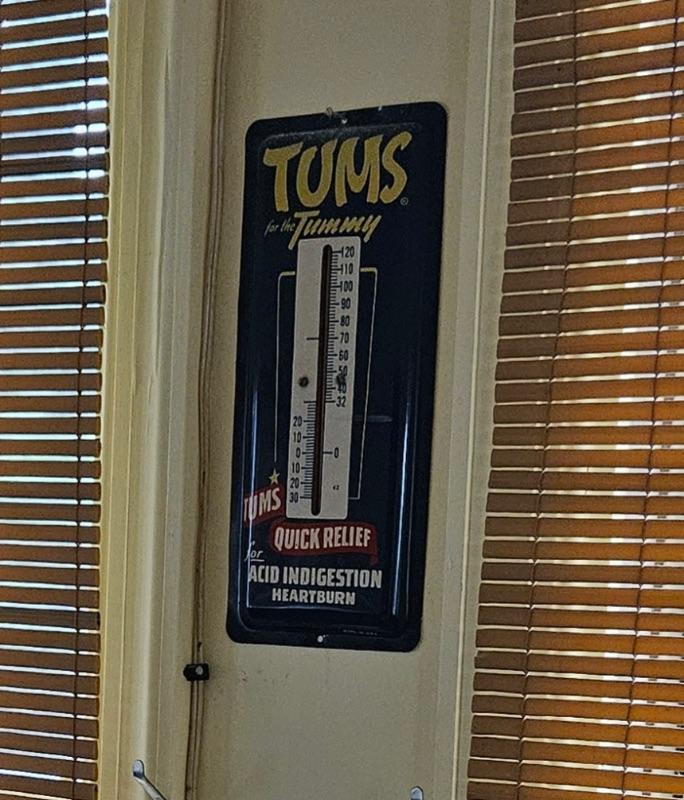 TUMS®
for the Tummy
120
110
100
90
80
70
60
50
40
32
20
10
0 0
10
20
30
TUMS
QUICK RELIEF
for
ACID INDIGESTION
HEARTBURN